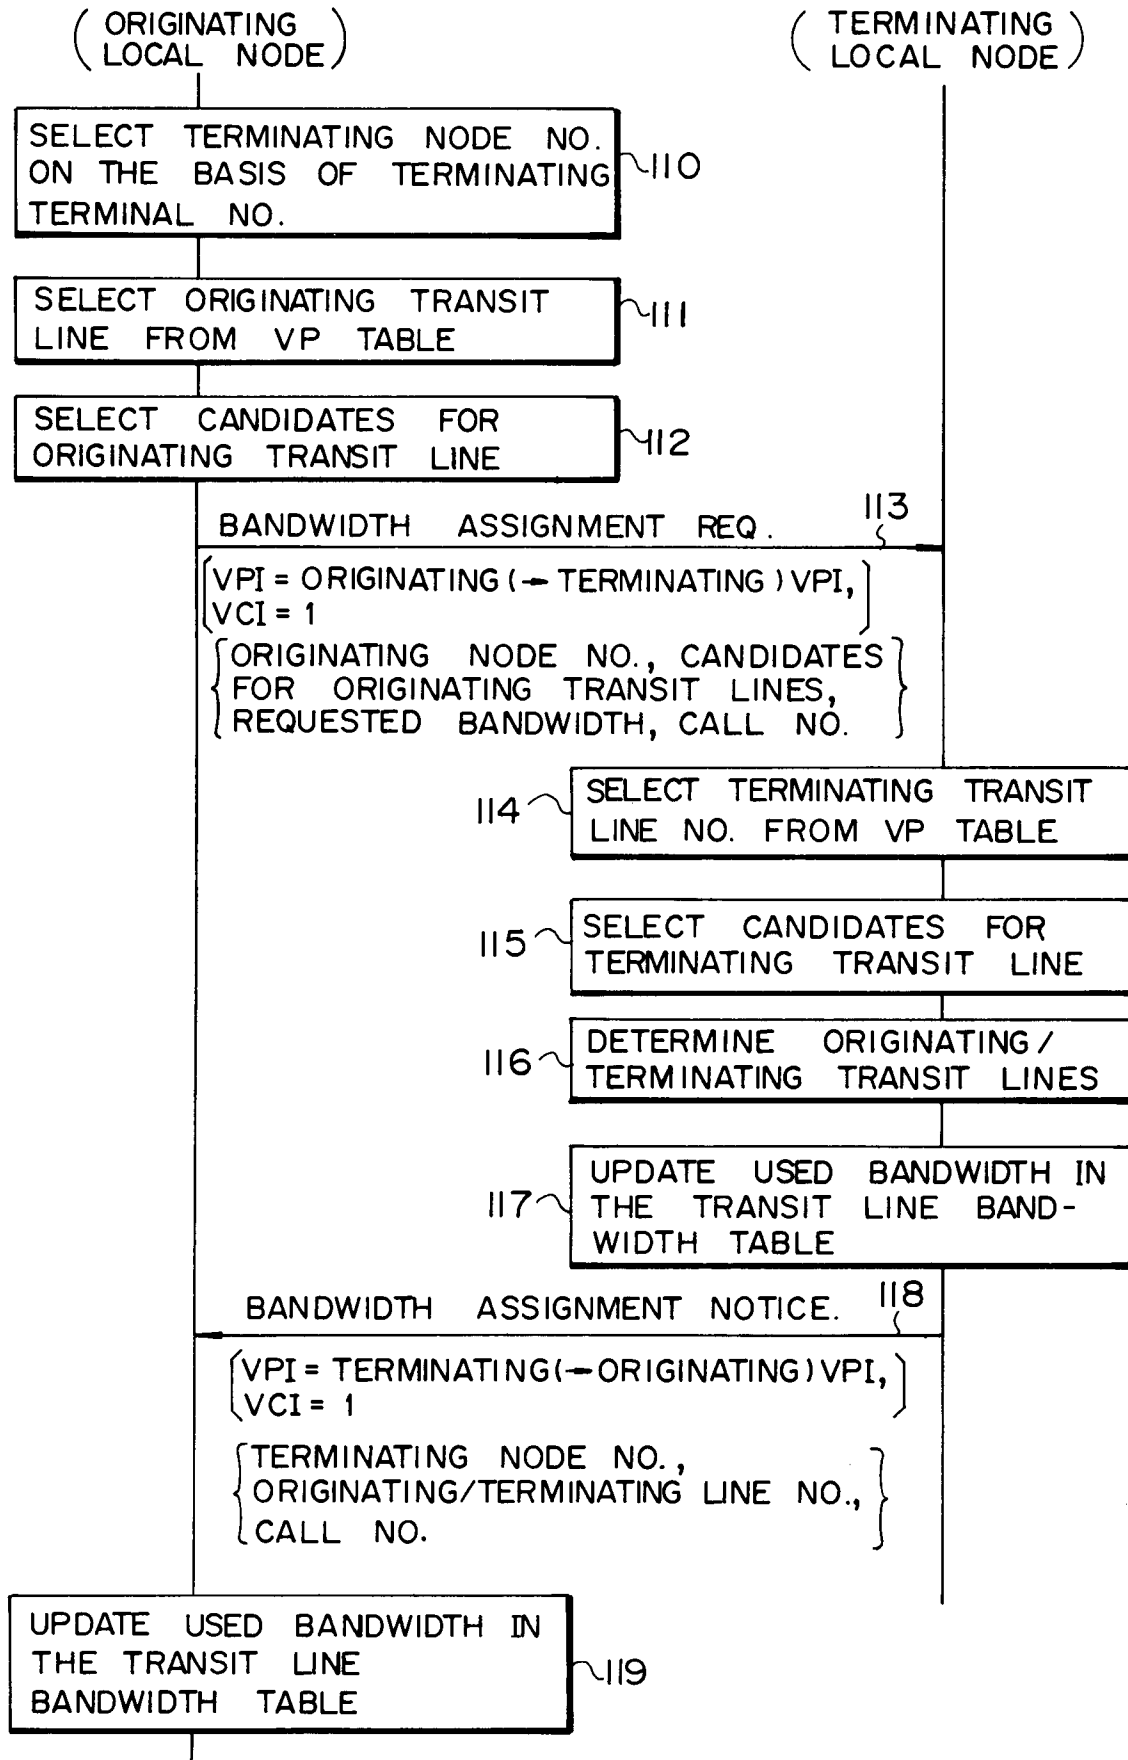 (ORIGINATING
LOCAL NODE)
(TERMINATING
LOCAL NODE)
SELECT TERMINATING NODE NO.
ON THE BASIS OF TERMINATING
TERMINAL NO.
110
SELECT ORIGINATING TRANSIT
LINE FROM VP TABLE
111
SELECT CANDIDATES FOR
ORIGINATING TRANSIT LINE
112
BANDWIDTH ASSIGNMENT REQ.
113
(VPI = ORIGINATING (→ TERMINATING) VPI,
VCI = 1)
{ORIGINATING NODE NO., CANDIDATES
FOR ORIGINATING TRANSIT LINES,
REQUESTED BANDWIDTH, CALL NO.}
114
SELECT TERMINATING TRANSIT
LINE NO. FROM VP TABLE
115
SELECT CANDIDATES FOR
TERMINATING TRANSIT LINE
116
DETERMINE ORIGINATING/
TERMINATING TRANSIT LINES
117
UPDATE USED BANDWIDTH IN
THE TRANSIT LINE BAND-
WIDTH TABLE
BANDWIDTH ASSIGNMENT NOTICE.
118
(VPI = TERMINATING (→ ORIGINATING) VPI,
VCI = 1)
{TERMINATING NODE NO.,
ORIGINATING/TERMINATING LINE NO.,
CALL NO.}
UPDATE USED BANDWIDTH IN
THE TRANSIT LINE
BANDWIDTH TABLE
119